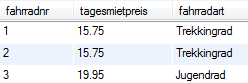 fahrradnr tagesmietpreis fahrradart
1 15.75 Trekkingrad
2 15.75 Trekkingrad
3 19.95 Jugendrad